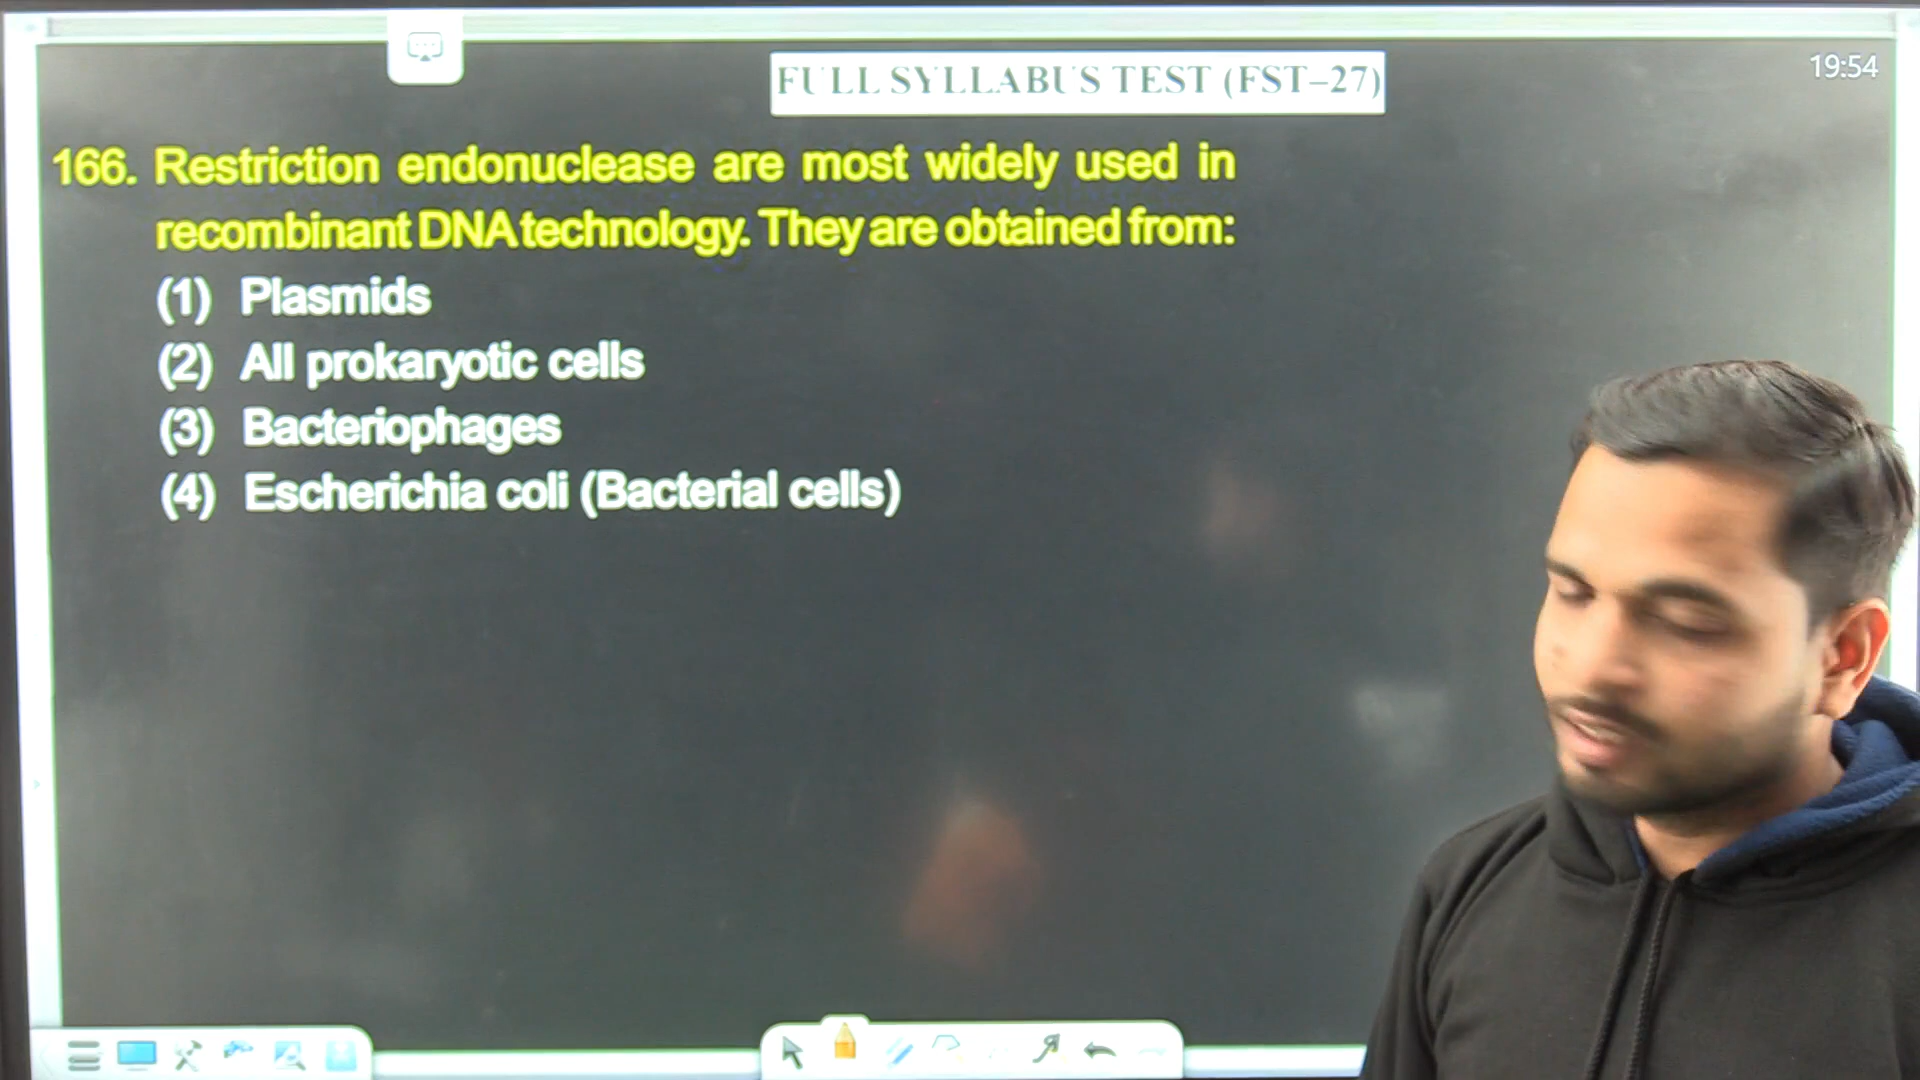 FULL SYLLABUS TEST (FST–27)
19:54
166. Restriction endonuclease are most widely used in
recombinant DNA technology. They are obtained from:
(1) Plasmids
(2) All prokaryotic cells
(3) Bacteriophages
(4) Escherichia coli (Bacterial cells)